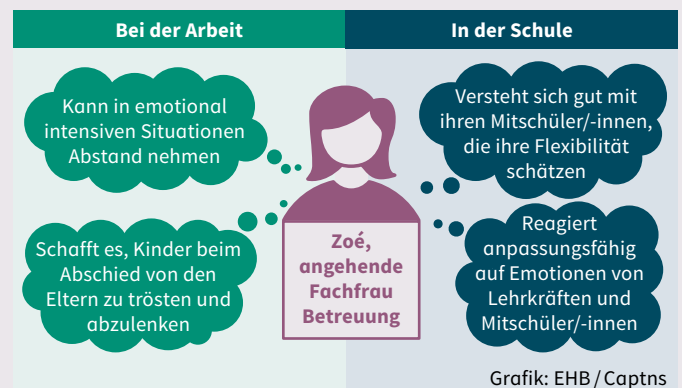 Bei der Arbeit
In der Schule
Kann in emotional
intensiven Situationen
Abstand nehmen
Schafft es, Kinder beim
Abschied von den
Eltern zu trösten und
abzulenken
Zoé,
angehende
Fachfrau
Betreuung
Versteht sich gut mit
ihren Mitschüler/-innen,
die ihre Flexibilität
schätzen
Reagiert
anpassungsfähig
auf Emotionen von
Lehrkräften und
Mitschüler/-innen
Grafik: EHB / Captns